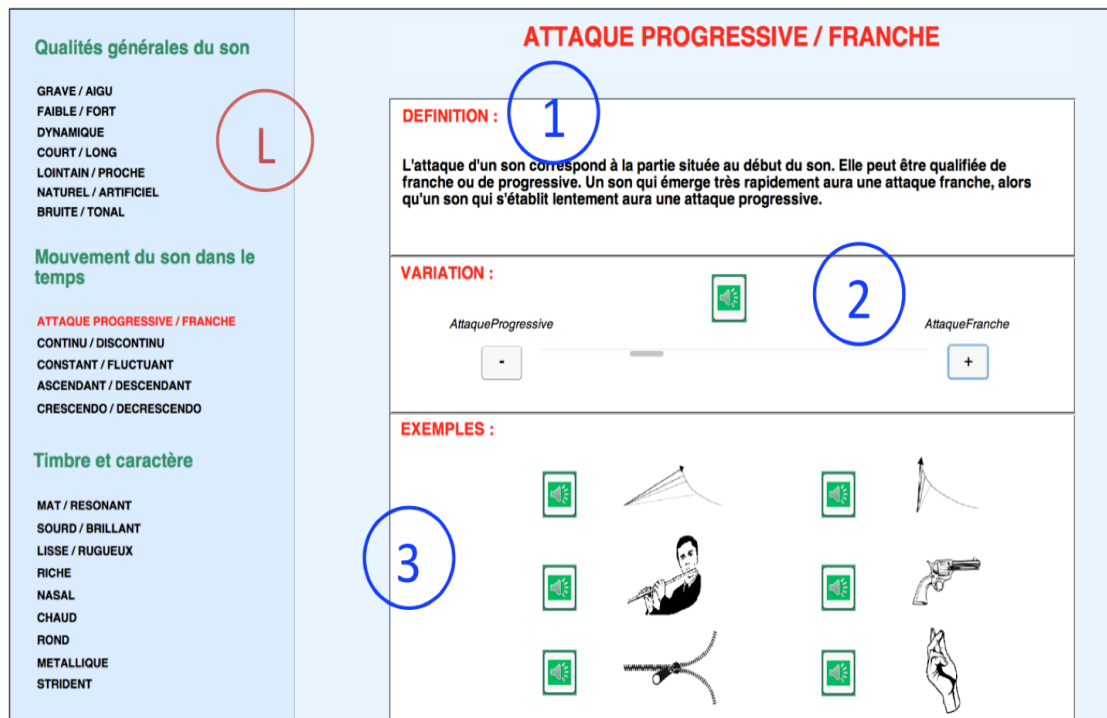 Qualités générales du son
GRAVE / AIGU
FAIBLE / FORT
DYNAMIQUE
COURT / LONG
LOINTAIN / PROCHE
NATUREL / ARTIFICIEL
BRUITE / TONAL
L
Mouvement du son dans le
temps
ATTAQUE PROGRESSIVE / FRANCHE
CONTINU / DISCONTINU
CONSTANT / FLUCTUANT
ASCENDANT / DESCENDANT
CRESCENDO / DECRESCENDO
Timbre et caractère
MAT / RESONANT
SOURD / BRILLANT
LISSE / RUGUEUX
RICHE
NASAL
CHAUD
ROND
METALLIQUE
STRIDENT
ATTAQUE PROGRESSIVE / FRANCHE
DEFINITION :
1
L'attaque d'un son correspond à la partie située au début du son. Elle peut être qualifiée de
franche ou de progressive. Un son qui émerge très rapidement aura une attaque franche, alors
qu'un son qui s'établit lentement aura une attaque progressive.
VARIATION :
2
AttaqueProgressive
AttaqueFranche
-
+
EXEMPLES :
3